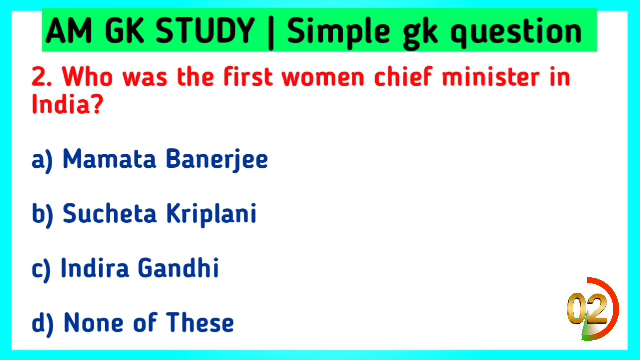 AM GK STUDY | Simple gk question
2. Who was the first women chief minister in
India?
a) Mamata Banerjee
b) Sucheta Kriplani
c) Indira Gandhi
d) None of These
02